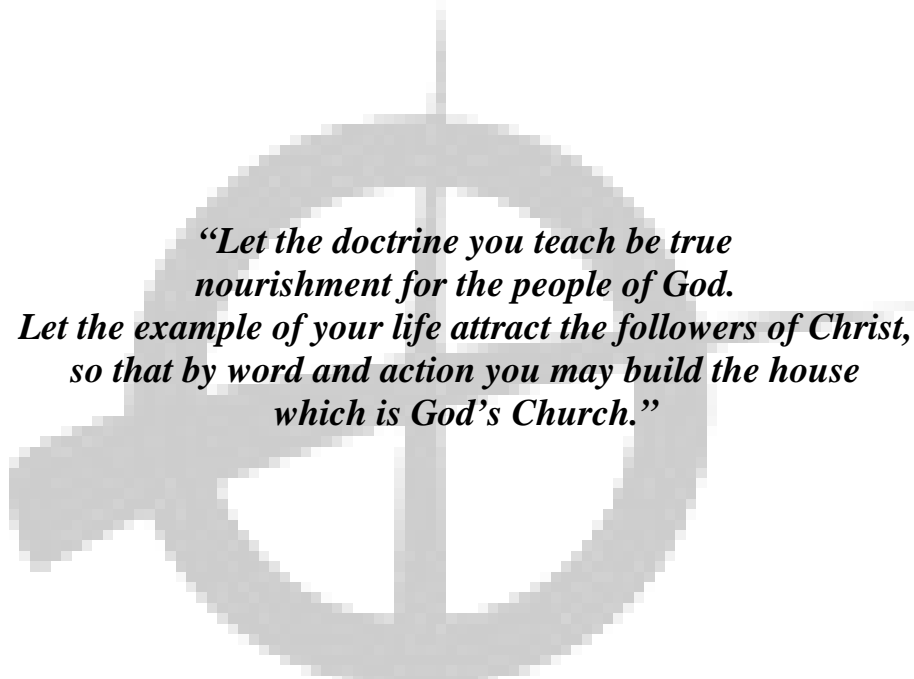 “Let the doctrine you teach be true
nourishment for the people of God.
Let the example of your life attract the followers of Christ,
so that by word and action you may build the house
which is God’s Church.”